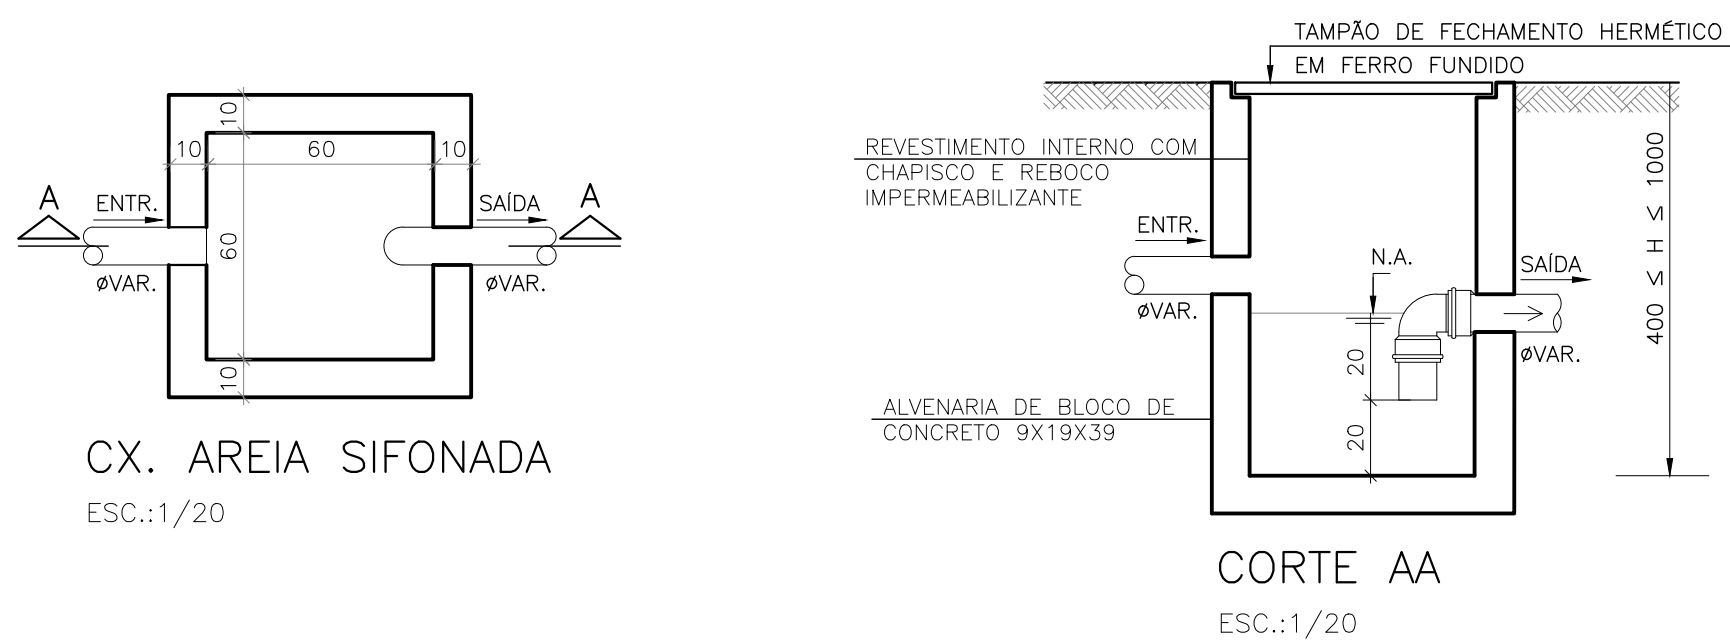 10
10 60 10
A
ENTR.
SAÍDA
A
60
øVAR.
øVAR.
10
CX. AREIA SIFONADA
ESC.:1/20
TAMPÃO DE FECHAMENTO HERMÉTICO
EM FERRO FUNDIDO
REVESTIMENTO INTERNO COM
CHAPISCO E REBOCO
IMPERMEABILIZANTE
ENTR.
øVAR.
N.A.
SAÍDA
øVAR.
400 ≤ H ≤ 1000
20
20
ALVENARIA DE BLOCO DE
CONCRETO 9X19X39
CORTE AA
ESC.:1/20